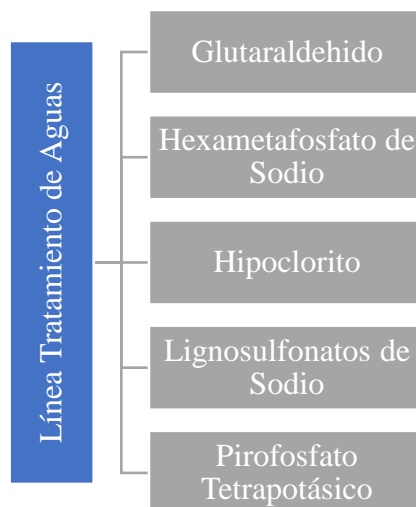 Línea Tratamiento de Aguas
Glutaraldehido
Hexametafosfato de
Sodio
Hipoclorito
Lignosulfonatos de
Sodio
Pirofosfato
Tetrapotásico